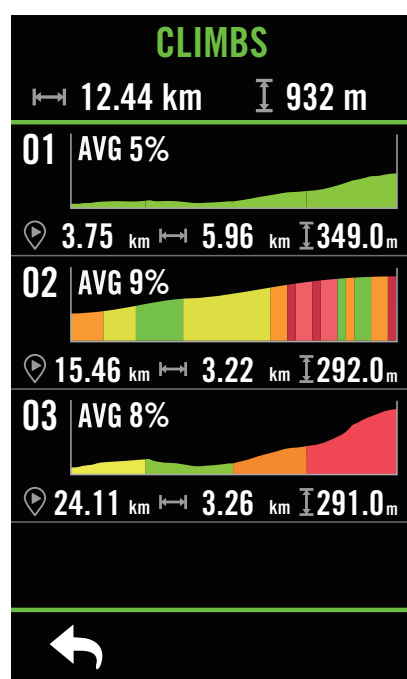 CLIMBS
12.44 km 932 m
01 AVG 5%
3.75 km 5.96 km 349.0m
02 AVG 9%
15.46 km 3.22 km 292.0m
03 AVG 8%
24.11 km 3.26 km 291.0m